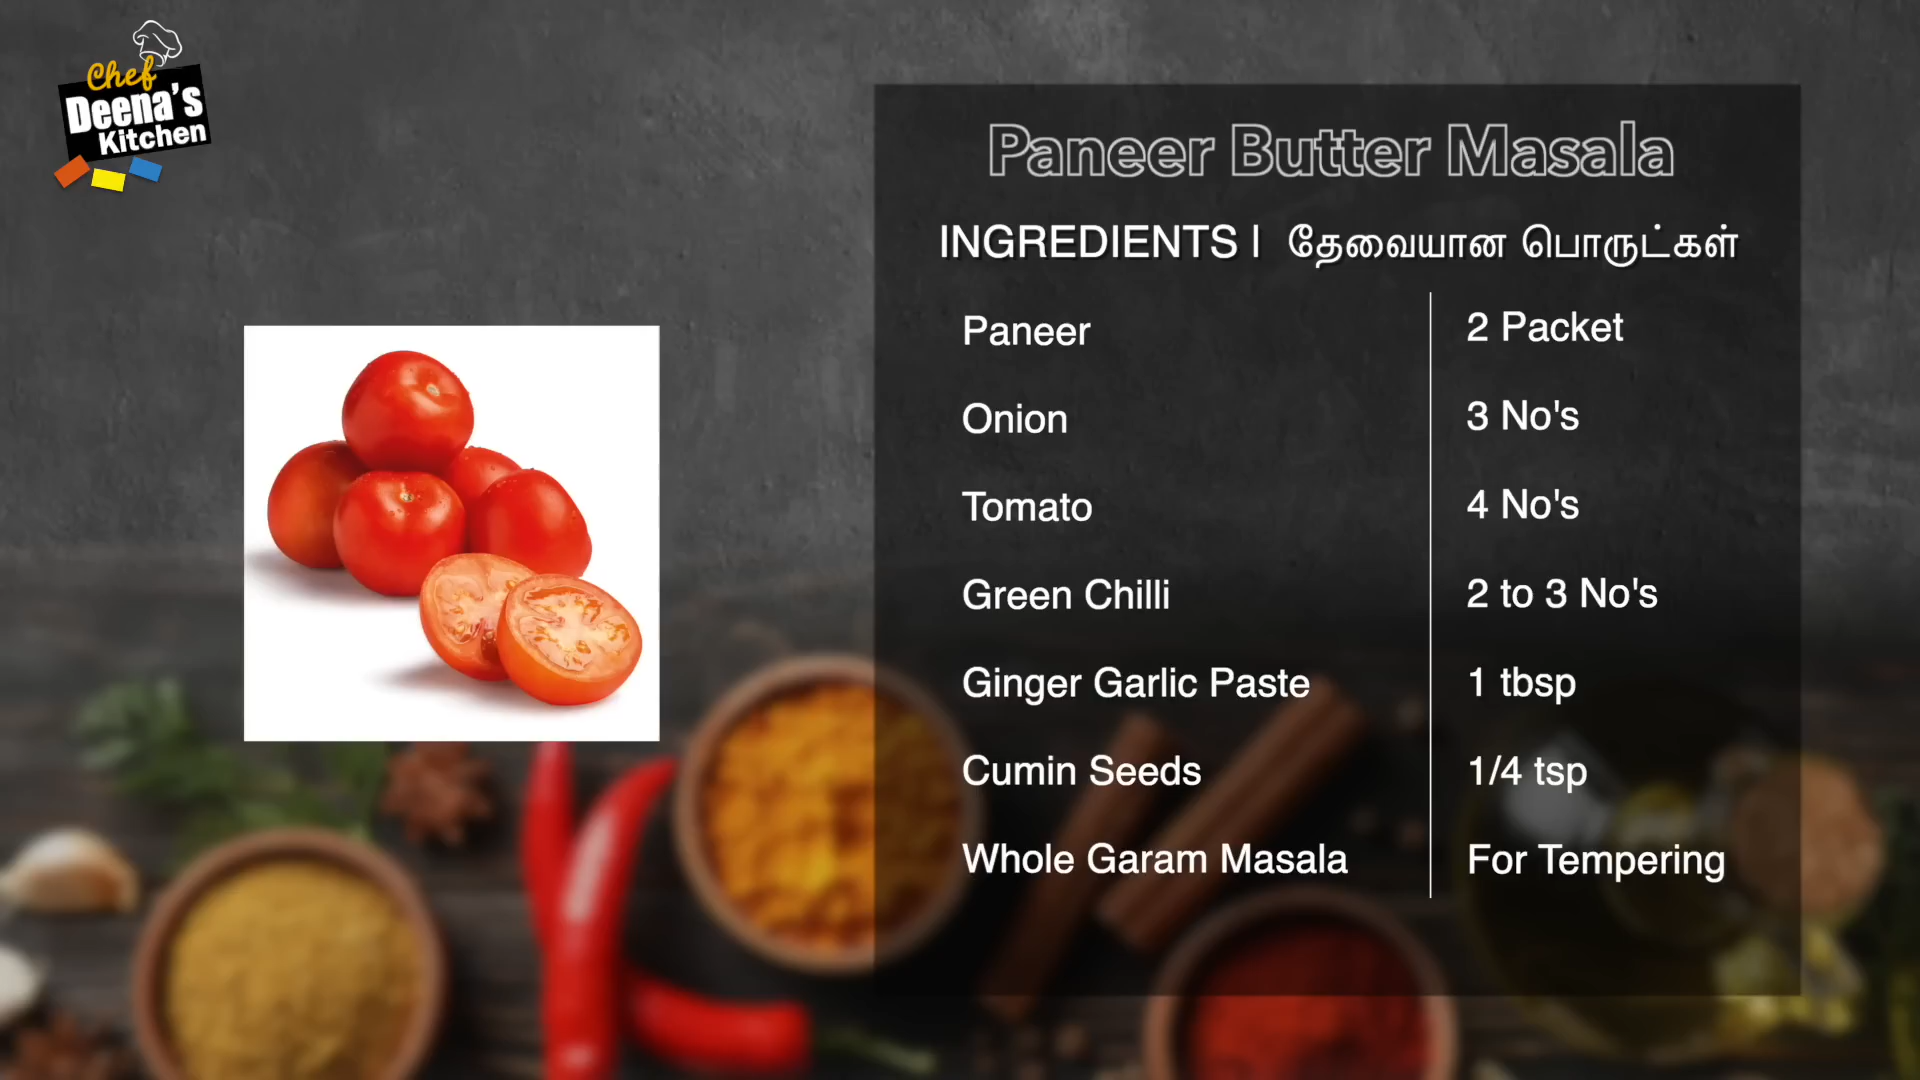 Chef
Deena's
Kitchen
Paneer Butter Masala
INGREDIENTS | தேவையான பொருட்கள்
Paneer 2 Packet
Onion 3 No's
Tomato 4 No's
Green Chilli 2 to 3 No's
Ginger Garlic Paste 1 tbsp
Cumin Seeds 1/4 tsp
Whole Garam Masala For Tempering